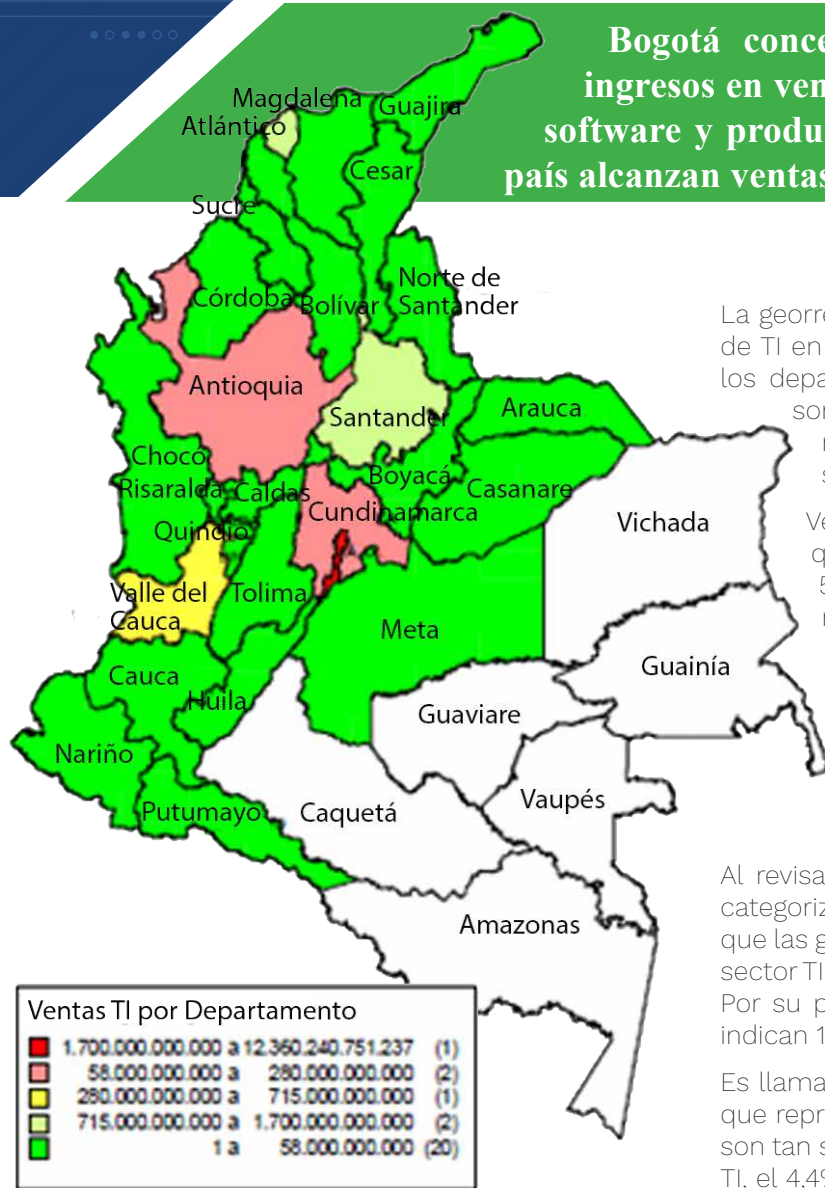 Bogotá conce
ingresos en ven
software y produ
país alcanzan ventas
Magdalena
Guajira
Atlántico
Cesar
Sucre
Córdoba
Bolívar
Norte de
Santander
Antioquia
Santander
Arauca
Chocó
Boyacá
Risaralda
Caldas
Casanare
Cundinamarca
Quindío
Vichada
Valle del
Cauca
Tolima
Meta
Guainía
Cauca
Huila
Guaviare
Nariño
Vaupés
Putumayo
Caquetá
Amazonas
La georre
de TI en
los depa
son
Ve
q
5
Al revisa
categoriz
que las g
sector TI
Por su p
indican 1
Es llama
que repr
son tan s
TI, el 4,4%
Ventas TI por Departamento
1.700.000.000.000 a 12.360.240.751.237 (1)
58.000.000.000 a 280.000.000.000 (2)
280.000.000.000 a 715.000.000.000 (1)
715.000.000.000 a 1.700.000.000.000 (2)
1 a 58.000.000.000 (20)